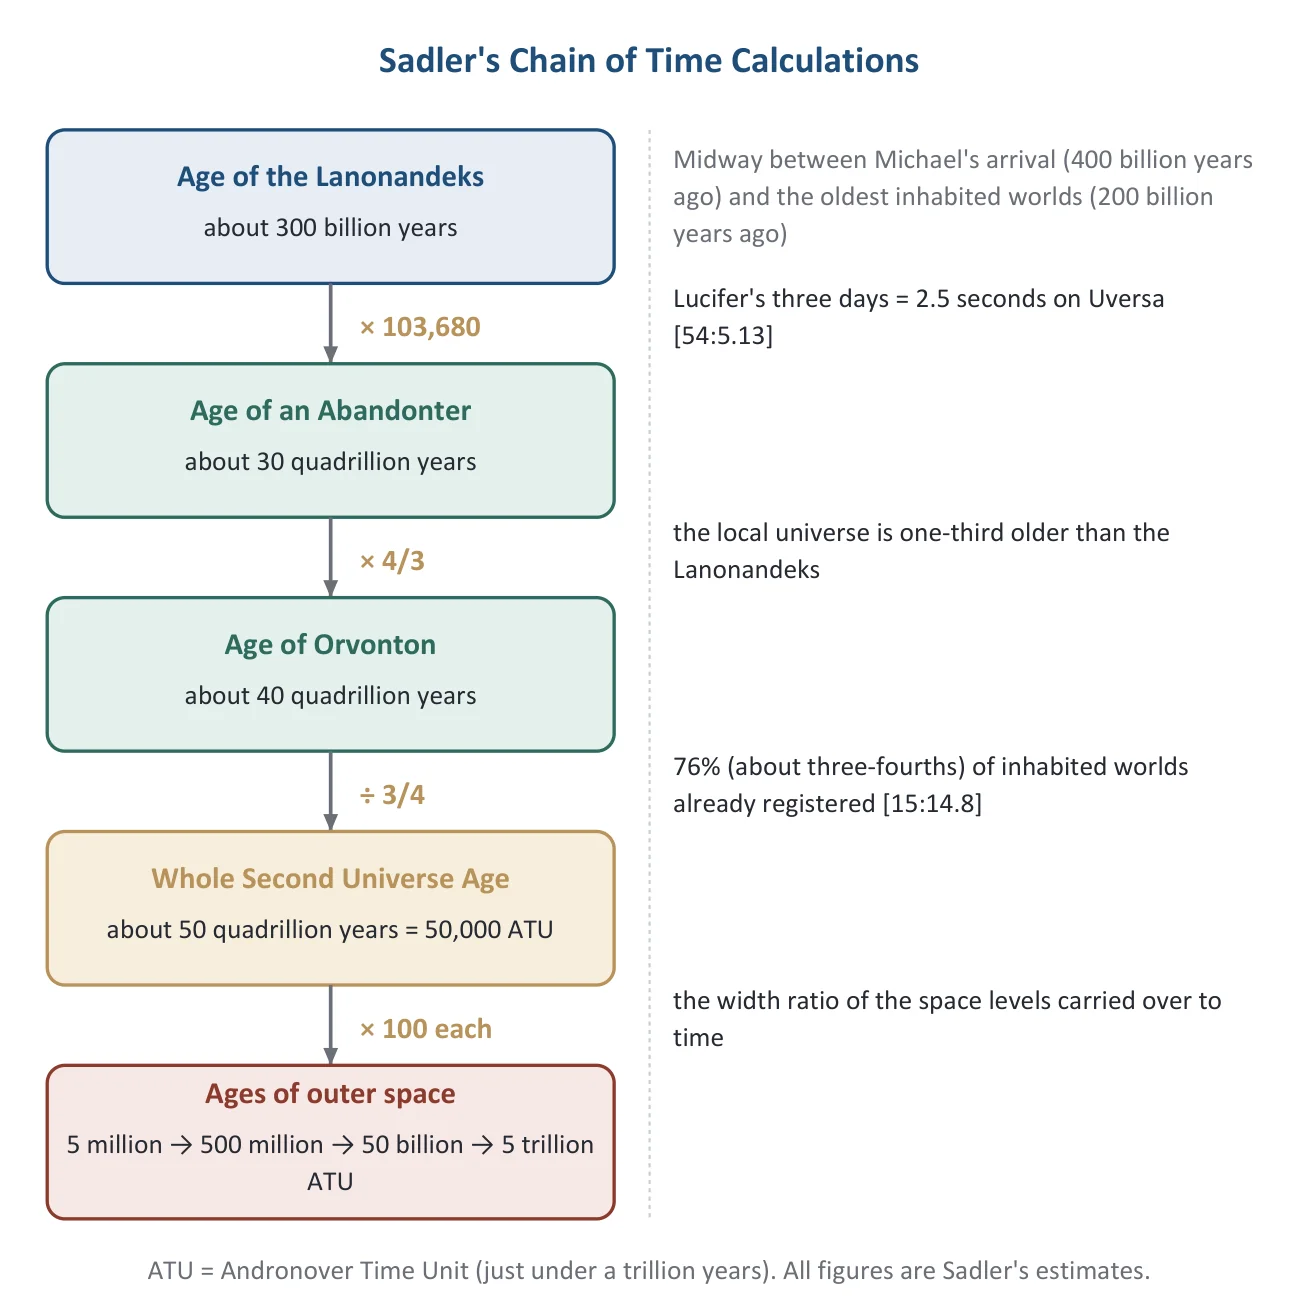 Sadler's Chain of Time Calculations
Age of the Lanonandeks
about 300 billion years
Midway between Michael's arrival (400 billion years
ago) and the oldest inhabited worlds (200 billion
years ago)
× 103,680
Lucifer's three days = 2.5 seconds on Uversa
[54:5.13]
Age of an Abandonter
about 30 quadrillion years
× 4/3
the local universe is one-third older than the
Lanonandeks
Age of Orvonton
about 40 quadrillion years
÷ 3/4
76% (about three-fourths) of inhabited worlds
already registered [15:14.8]
Whole Second Universe Age
about 50 quadrillion years = 50,000 ATU
× 100 each
the width ratio of the space levels carried over to
time
Ages of outer space
5 million → 500 million → 50 billion → 5 trillion
ATU
ATU = Andronover Time Unit (just under a trillion years). All figures are Sadler's estimates.